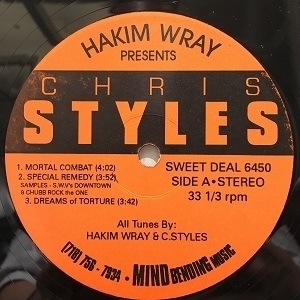 HAKIM WRAY
PRESENTS
CHRIS
STYLES
1. MORTAL COMBAT (4:02)
2. SPECIAL REMEDY (3:52)
SAMPLES - S.W.V's DOWNTOWN
& CHUBB ROCK the ONE
3. DREAMS of TORTURE (3:42)
SWEET DEAL 6450
SIDE A • STEREO
33 1/3 rpm
All Tunes By:
HAKIM WRAY & C.STYLES
(718) 756 - 7934 • MIND BENDING MUSIC